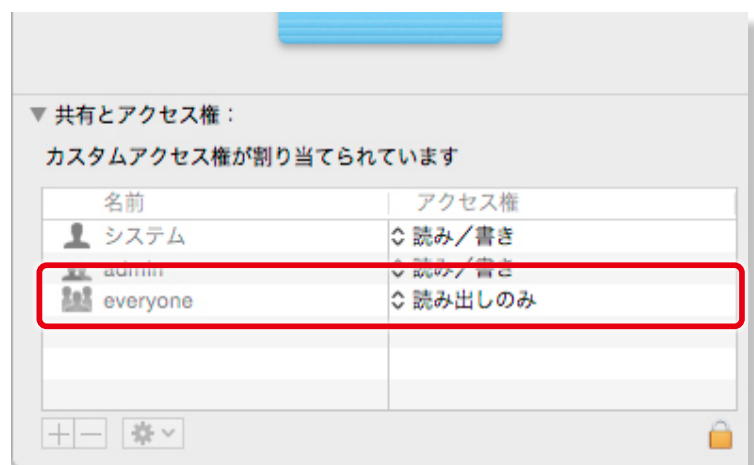 共有とアクセス権：
カスタムアクセス権が割り当てられています
名前 アクセス権
システム 読み／書き
admin 読み／書き
everyone 読み出しのみ